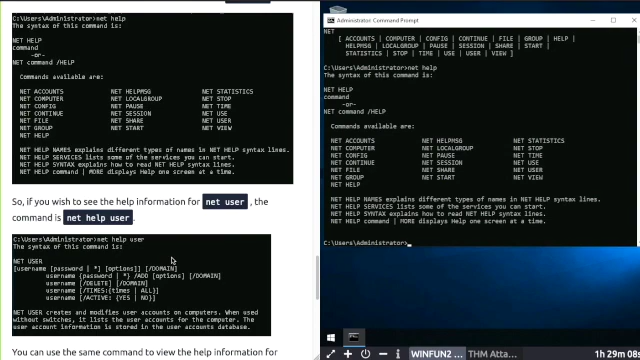 C:\Users\Administrator>net help
The syntax of this command is:
NET HELP
command
-or-
NET command /HELP
Commands available are:
NET ACCOUNTS NET HELPMSG NET STATISTICS
NET COMPUTER NET LOCALGROUP NET STOP
NET CONFIG NET PAUSE NET TIME
NET CONTINUE NET SESSION NET USE
NET FILE NET SHARE NET USER
NET GROUP NET START NET VIEW
NET HELP
NET HELP NAMES explains different types of names in NET HELP syntax lines.
NET HELP SERVICES lists some of the services you can start.
NET HELP SYNTAX explains how to read NET HELP syntax lines.
NET HELP command | MORE displays Help one screen at a time.
So, if you wish to see the help information for net user, the
command is net help user.
C:\Users\Administrator>net help user
The syntax of this command is:
NET USER
[username [password | *] [options]] [/DOMAIN]
username {password | *} /ADD [options] [/DOMAIN]
username [/DELETE] [/DOMAIN]
username [/TIMES:{times | ALL}]
username [/ACTIVE: {YES | NO}]
NET USER creates and modifies user accounts on computers. When used
without switches, it lists the user accounts for the computer. The
user account information is stored in the user accounts database.
You can use the same command to view the help information for
Administrator: Command Prompt
NET
[ ACCOUNTS | COMPUTER | CONFIG | CONTINUE | FILE | GROUP | HELP |
HELPMSG | LOCALGROUP | PAUSE | SESSION | SHARE | START |
STATISTICS | STOP | TIME | USE | USER | VIEW ]
C:\Users\Administrator>net help
The syntax of this command is:
NET HELP
command
-or-
NET command /HELP
Commands available are:
NET ACCOUNTS NET HELPMSG NET STATISTICS
NET COMPUTER NET LOCALGROUP NET STOP
NET CONFIG NET PAUSE NET TIME
NET CONTINUE NET SESSION NET USE
NET FILE NET SHARE NET USER
NET GROUP NET START NET VIEW
NET HELP
NET HELP NAMES explains different types of names in NET HELP syntax lines.
NET HELP SERVICES lists some of the services you can start.
NET HELP SYNTAX explains how to read NET HELP syntax lines.
NET HELP command | MORE displays Help one screen at a time.
C:\Users\Administrator>
WINFUN2 THM Atta... 1h 29m 08